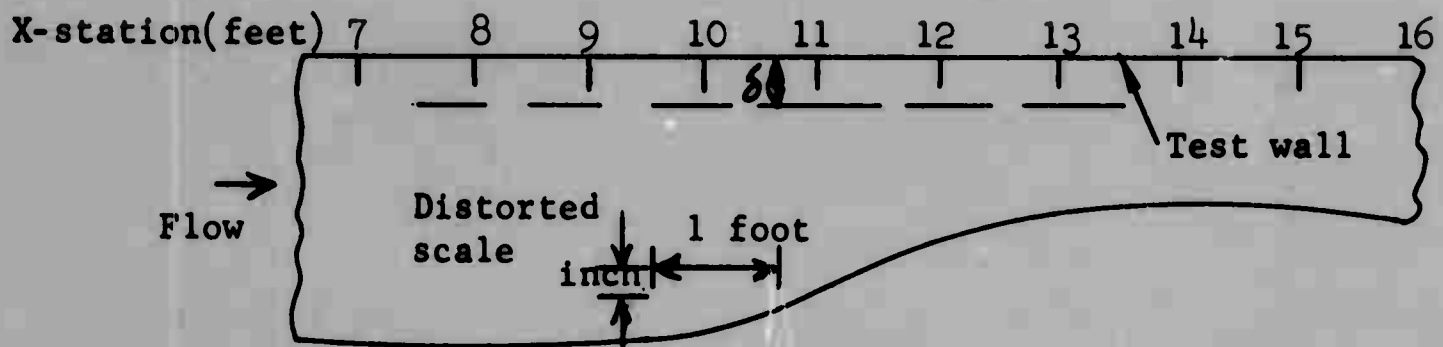 X-station(feet) 7 8 9 10 11 12 13 14 15 16
δ
Test wall
Flow
Distorted
scale
1 foot
inch